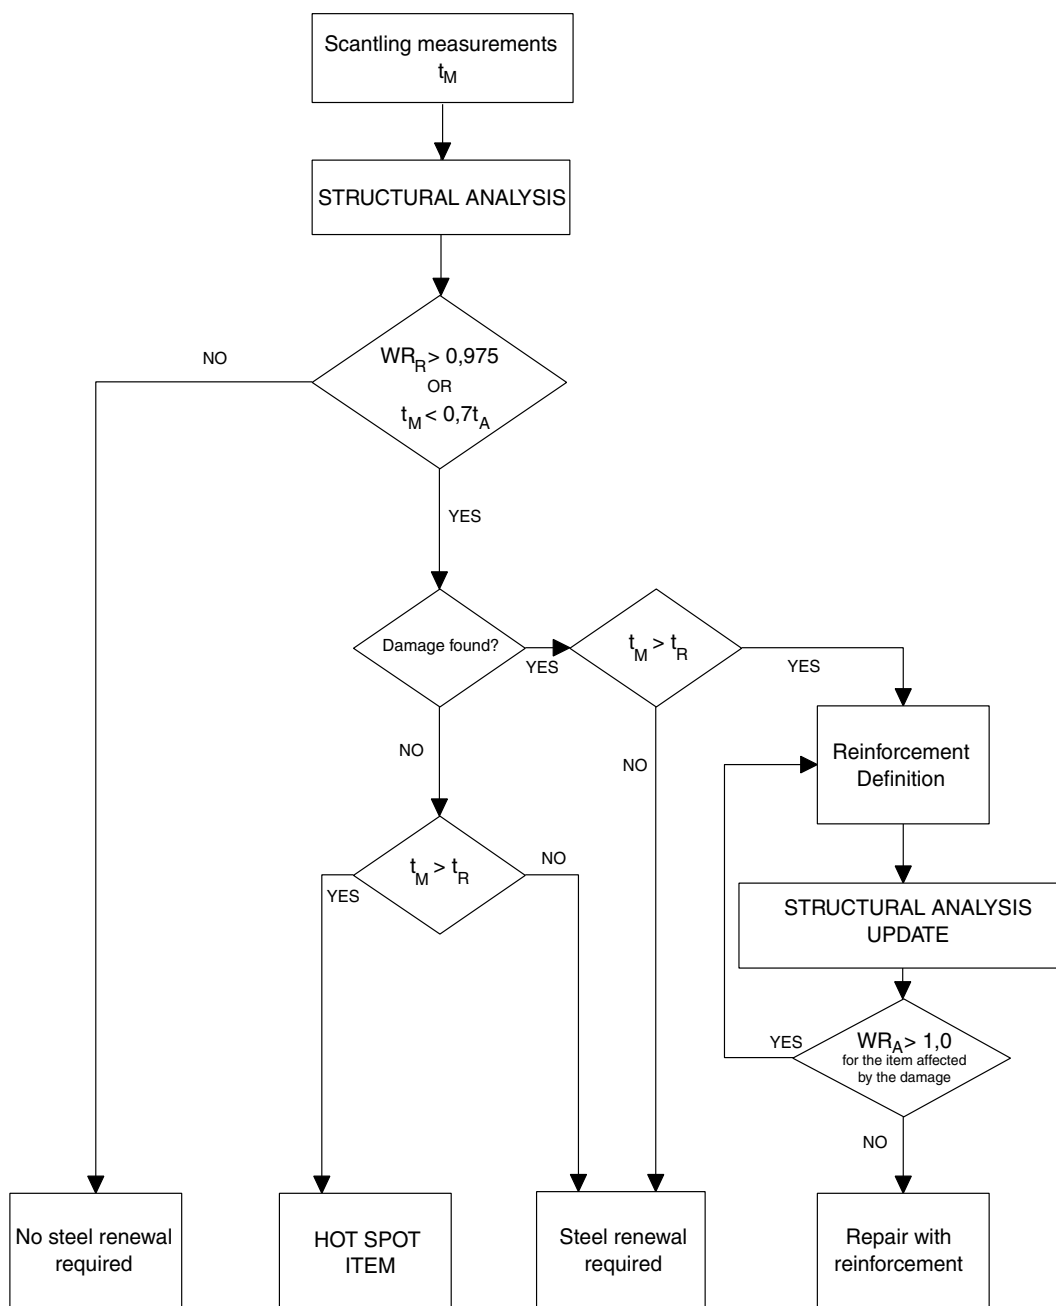 Scantling measurements
tM
STRUCTURAL ANALYSIS
NO
WRR > 0,975
OR
tM < 0,7tA
YES
Damage found?
YES
tM > tR
YES
NO
NO
Reinforcement
Definition
tM > tR
YES
NO
STRUCTURAL ANALYSIS
UPDATE
YES
WRA > 1,0
for the item affected
by the damage
NO
No steel renewal
required
HOT SPOT
ITEM
Steel renewal
required
Repair with
reinforcement